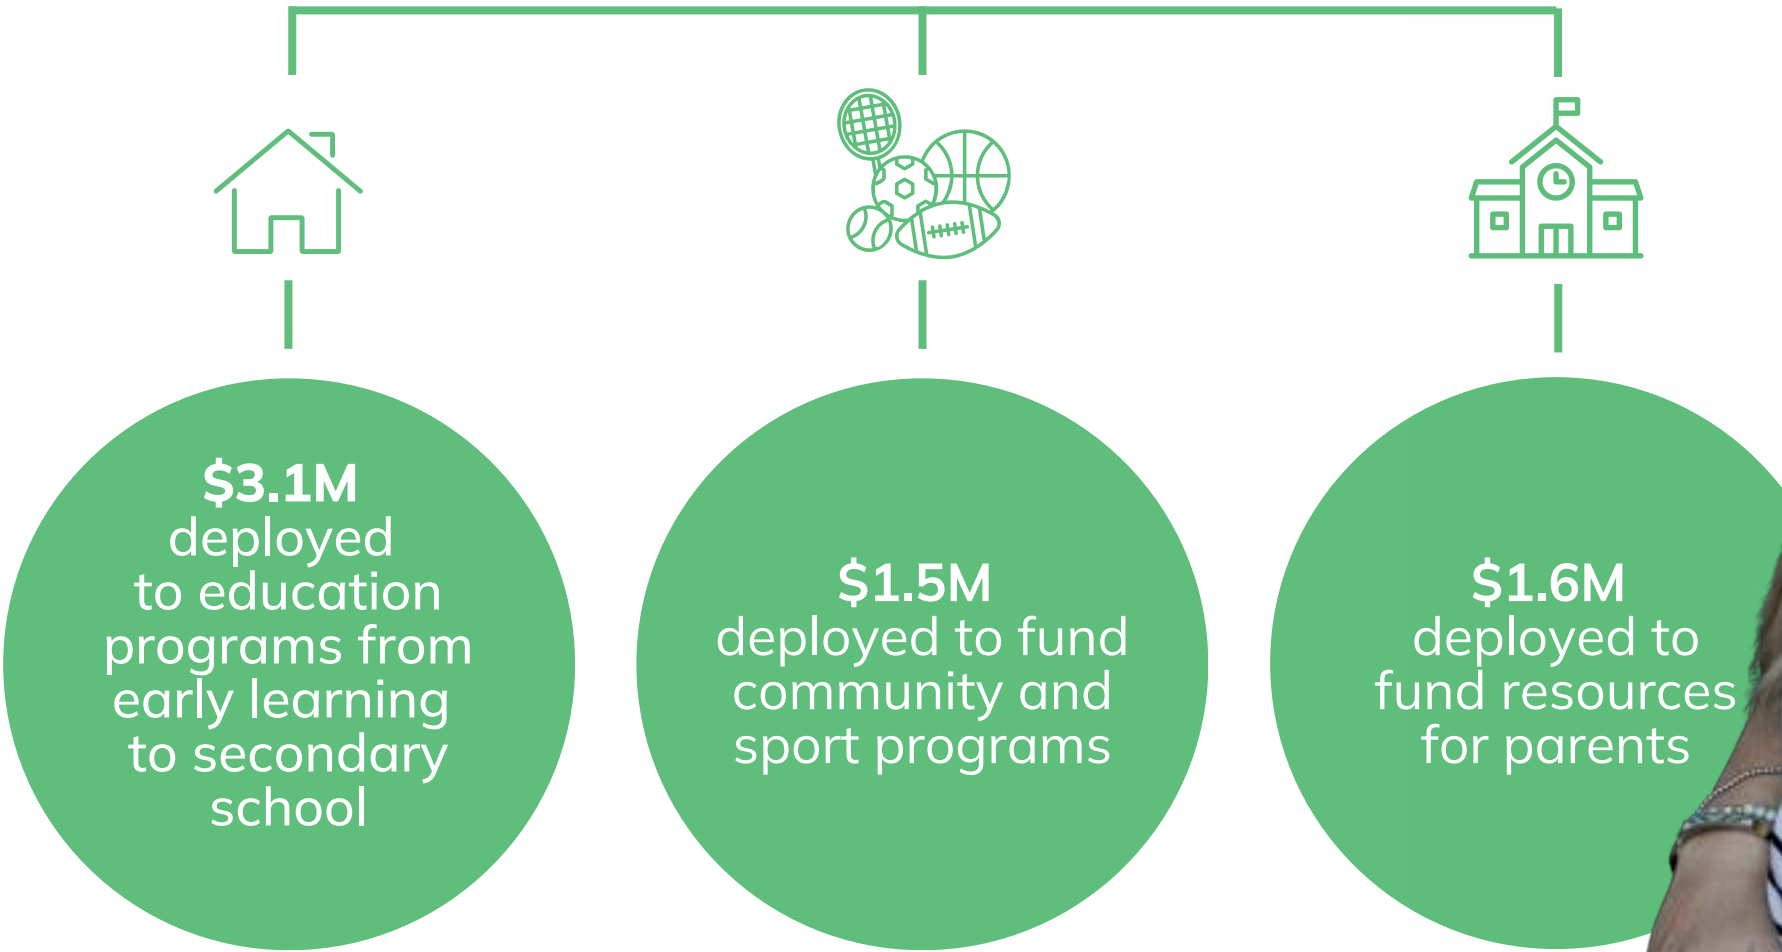 $3.1M
deployed
to education
programs from
early learning
to secondary
school
$1.5M
deployed to fund
community and
sport programs
$1.6M
deployed to
fund resources
for parents